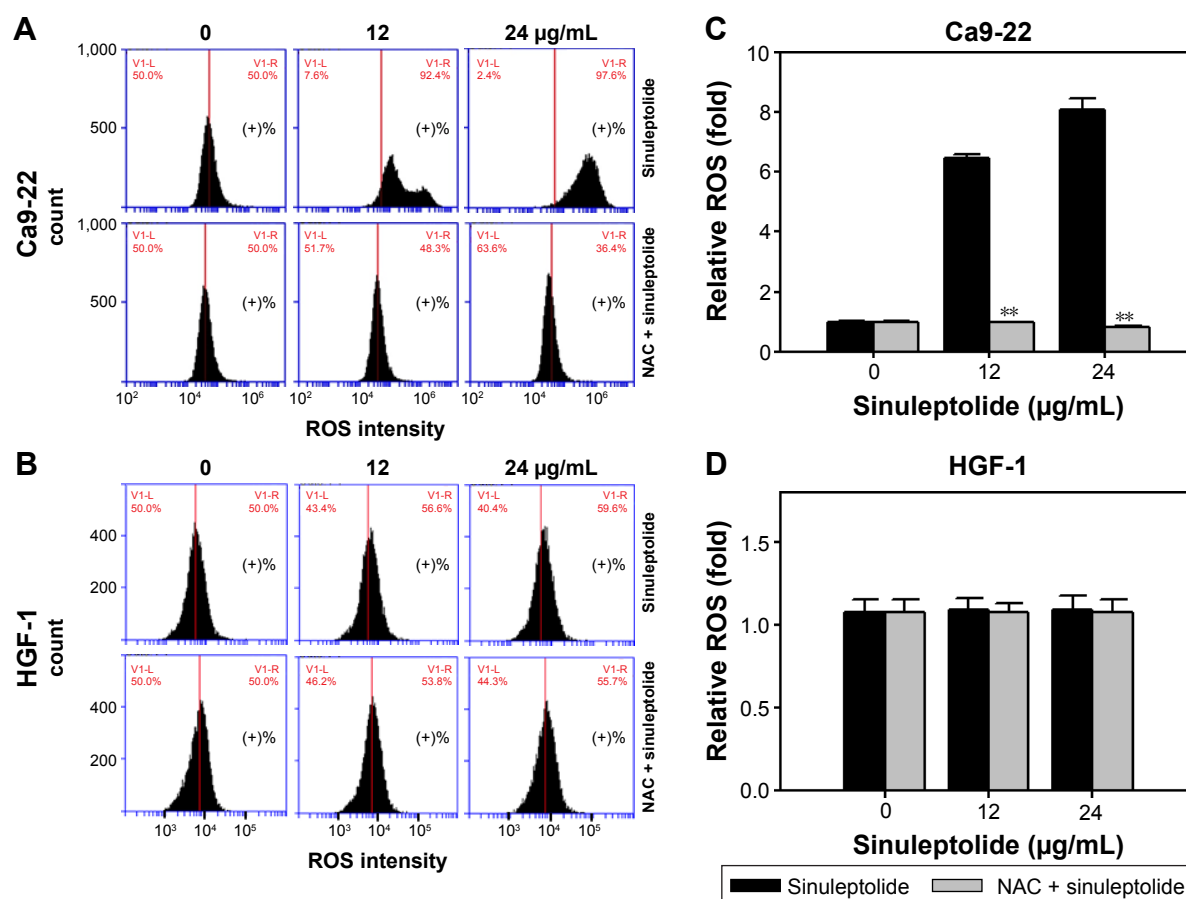 A
0 12 24 µg/mL
1,000
500
V1-L 50.0% V1-R 50.0% (+)%
V1-L 7.6% V1-R 92.4% (+)%
V1-L 2.4% V1-R 97.6% (+)%
Sinuleptolide
1,000
500
V1-L 50.0% V1-R 50.0% (+)%
V1-L 51.7% V1-R 48.3% (+)%
V1-L 63.6% V1-R 36.4% (+)%
NAC + sinuleptolide
Ca9-22
count
10² 10⁴ 10⁶ 10² 10⁴ 10⁶ 10² 10⁴ 10⁶
ROS intensity
B
0 12 24 µg/mL
400
200
V1-L 50.0% V1-R 50.0% (+)%
V1-L 43.4% V1-R 56.6% (+)%
V1-L 40.4% V1-R 59.6% (+)%
Sinuleptolide
400
200
V1-L 50.0% V1-R 50.0% (+)%
V1-L 46.2% V1-R 53.8% (+)%
V1-L 44.3% V1-R 55.7% (+)%
NAC + sinuleptolide
HGF-1
count
10³ 10⁴ 10⁵ 10³ 10⁴ 10⁵ 10³ 10⁴ 10⁵
ROS intensity
C
Ca9-22
Relative ROS (fold)
10
8
6
4
2
1
0
**
**
0 12 24
Sinuleptolide (µg/mL)
D
HGF-1
Relative ROS (fold)
1.5
1.0
0.5
0.0
0 12 24
Sinuleptolide (µg/mL)
Sinuleptolide NAC + sinuleptolide